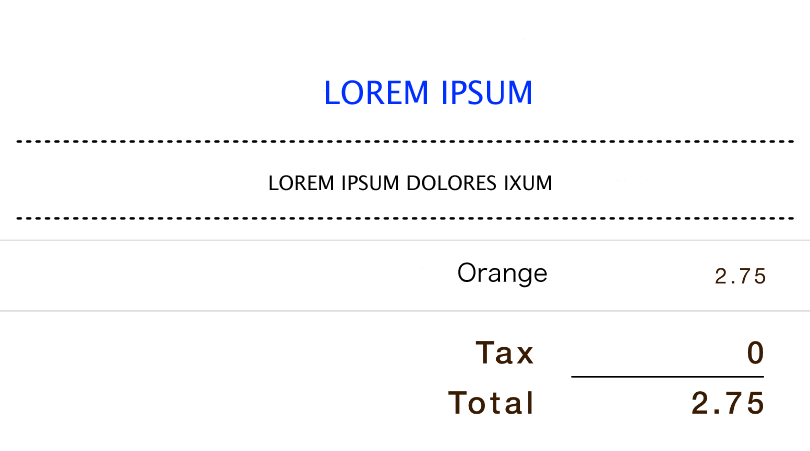 LOREM IPSUM
LOREM IPSUM DOLORES IXUM
Orange 2.75
Tax 0
Total 2.75